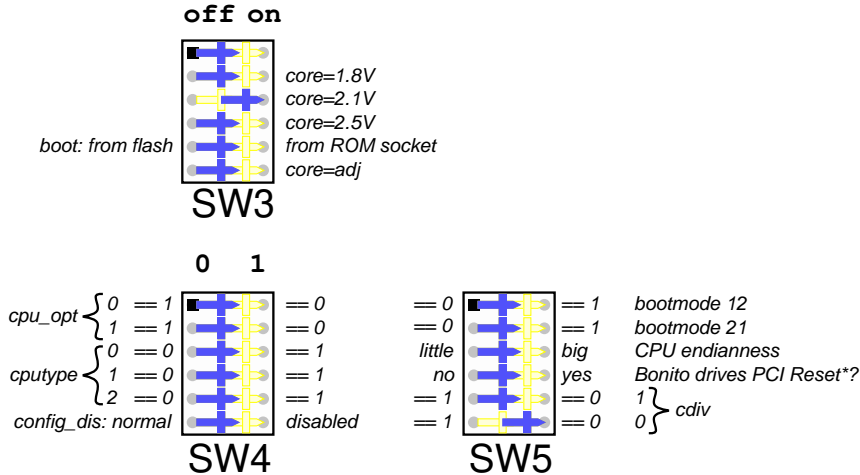 off on
core=1.8V
core=2.1V
core=2.5V
boot: from flash from ROM socket
core=adj
SW3
0 1
cpu_opt
0 == 1 == 0
1 == 1 == 0
cputype
0 == 0 == 1
1 == 0 == 1
2 == 0 == 1
config_dis: normal disabled
SW4
== 0 == 1 bootmode 12
== 0 == 1 bootmode 21
little big CPU endianness
no yes Bonito drives PCI Reset*?
== 1 == 0 1
== 1 == 0 0
cdiv
SW5